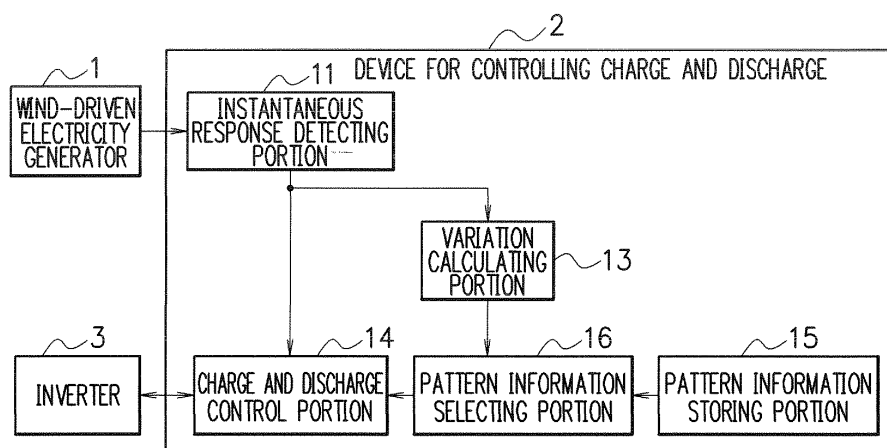 2
DEVICE FOR CONTROLLING CHARGE AND DISCHARGE
1
WIND-DRIVEN
ELECTRICITY
GENERATOR
11
INSTANTANEOUS
RESPONSE DETECTING
PORTION
VARIATION
CALCULATING
PORTION
13
3
INVERTER
14
CHARGE AND DISCHARGE
CONTROL PORTION
16
PATTERN INFORMATION
SELECTING PORTION
15
PATTERN INFORMATION
STORING PORTION